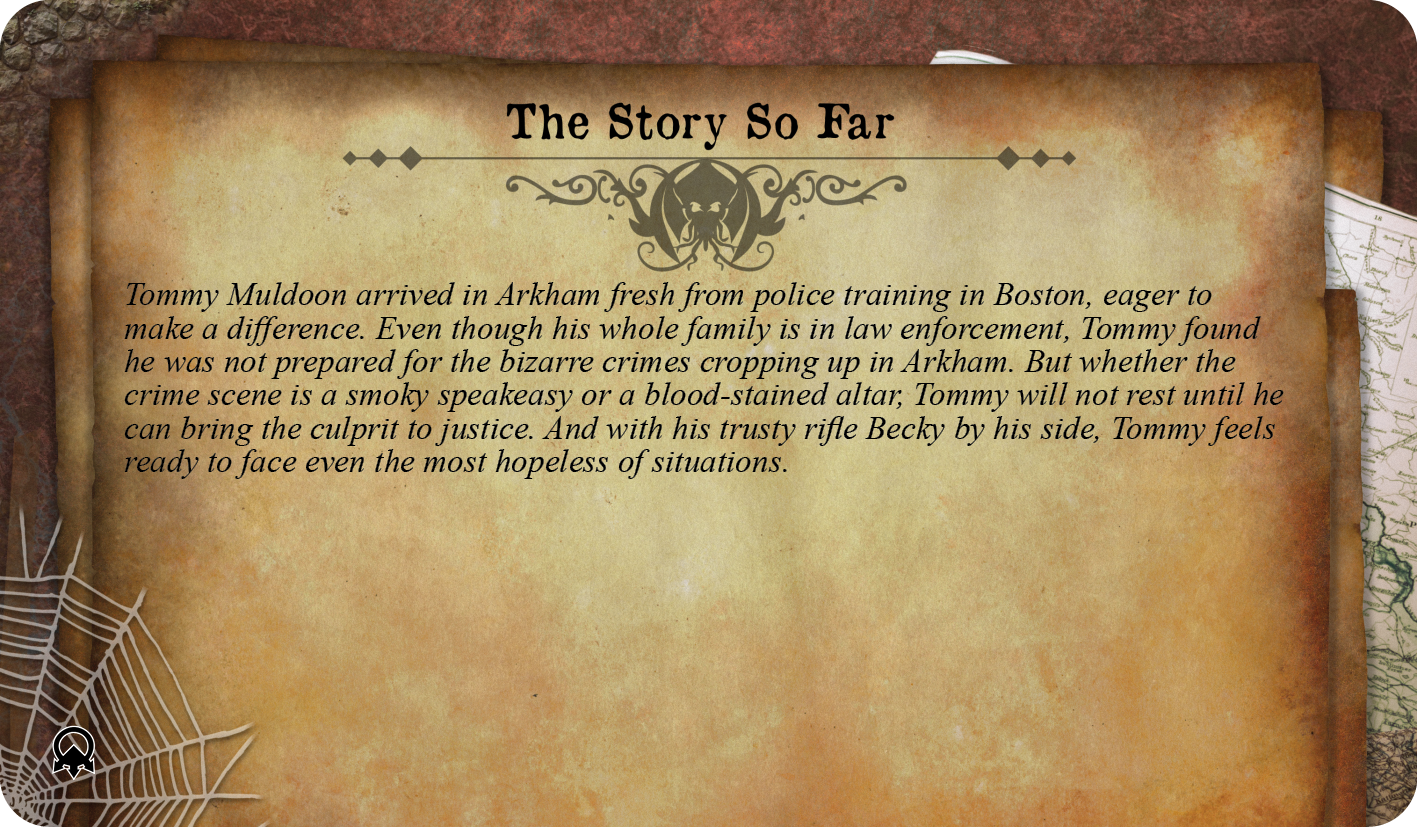 The Story So Far
Tommy Muldoon arrived in Arkham fresh from police training in Boston, eager to
make a difference. Even though his whole family is in law enforcement, Tommy found
he was not prepared for the bizarre crimes cropping up in Arkham. But whether the
crime scene is a smoky speakeasy or a blood-stained altar, Tommy will not rest until he
can bring the culprit to justice. And with his trusty rifle Becky by his side, Tommy feels
ready to face even the most hopeless of situations.